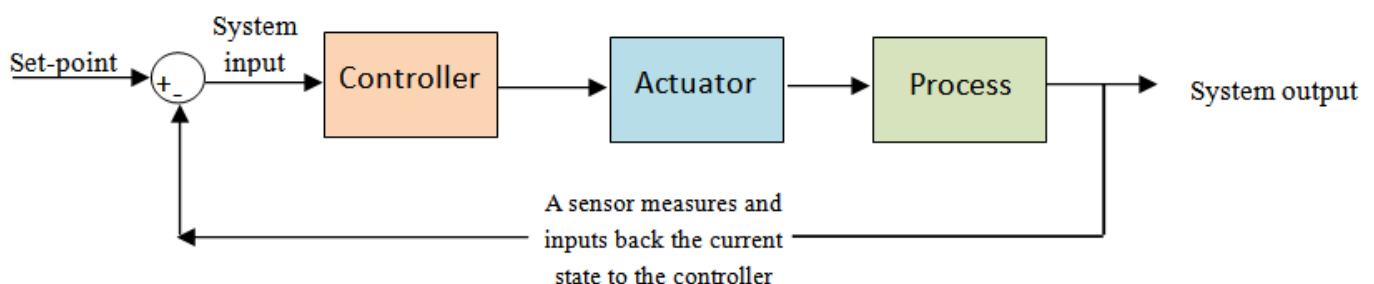 System
input
Set-point
+
-
Controller
Actuator
Process
System output
A sensor measures and
inputs back the current
state to the controller